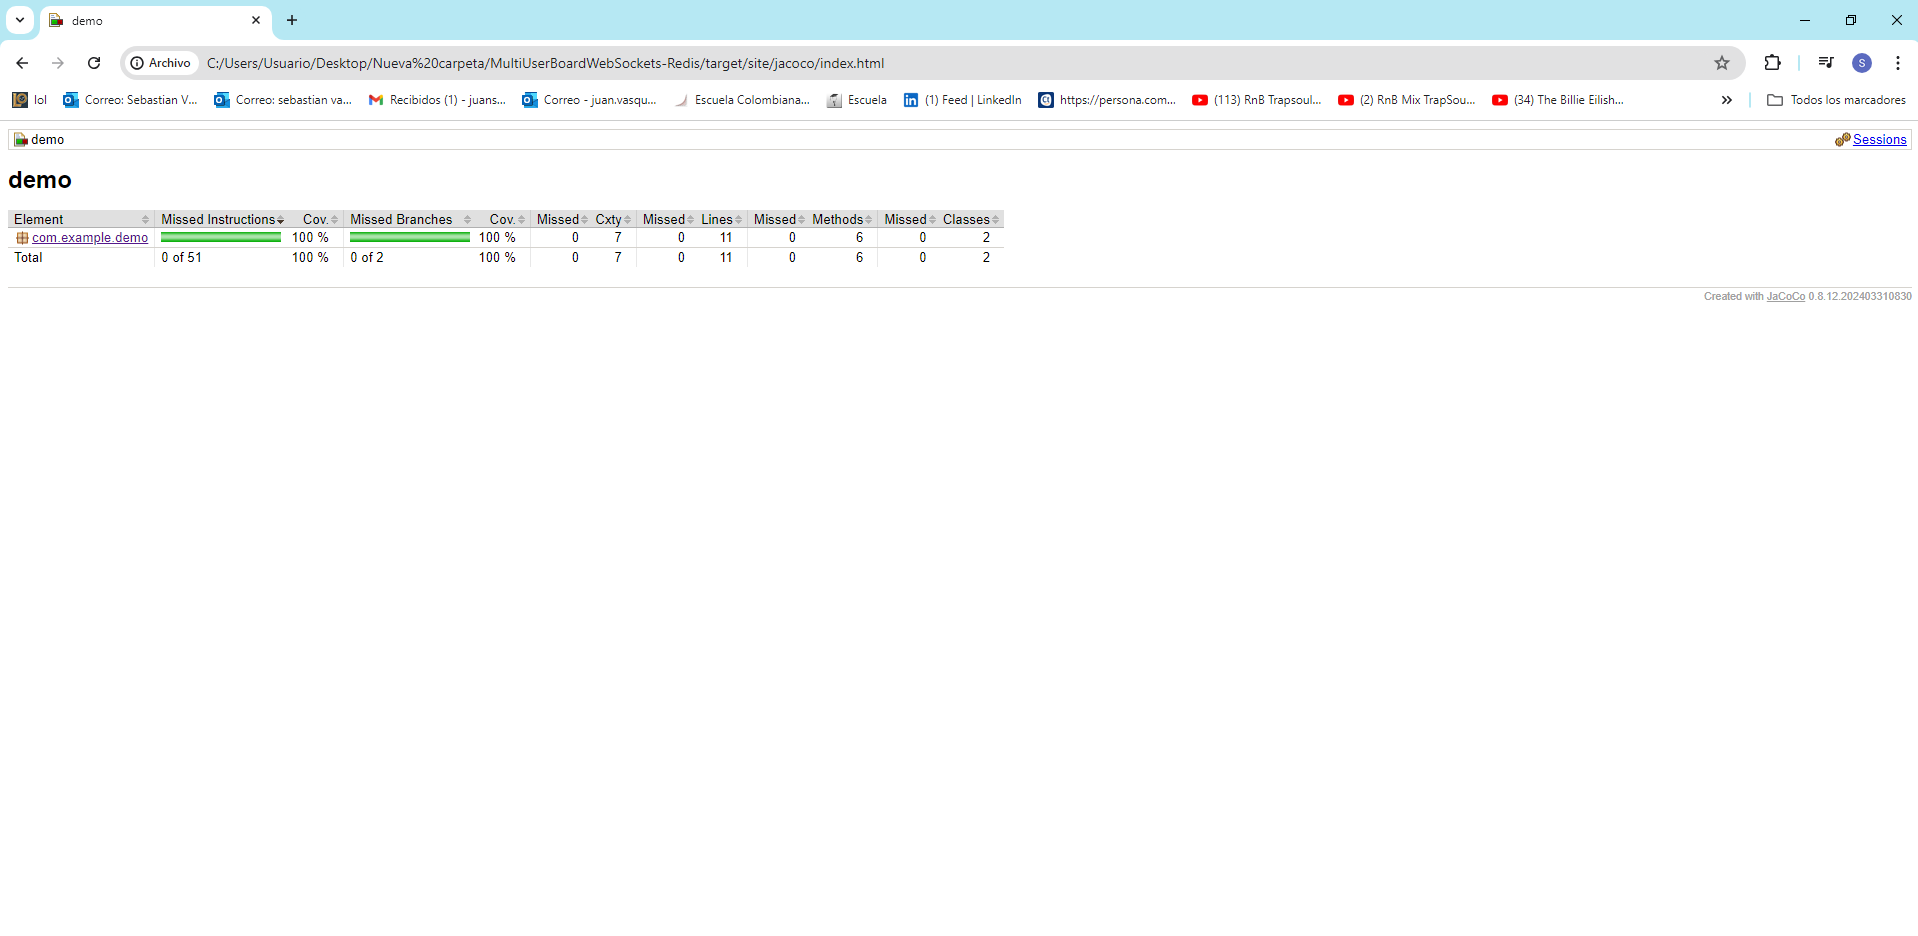 demo
Archivo C:/Users/Usuario/Desktop/Nueva%20carpeta/MultiUserBoardWebSockets-Redis/target/site/jacoco/index.html S
lol Correo: Sebastian V... Correo: sebastian va... Recibidos (1) - juans... Correo - juan.vasqu... Escuela Colombiana... Escuela (1) Feed | LinkedIn https://persona.com... (113) RnB Trapsoul... (2) RnB Mix TrapSou... (34) The Billie Eilish... Todos los marcadores
demo Sessions
demo
Element Missed Instructions Cov. Missed Branches Cov. Missed Cxty Missed Lines Missed Methods Missed Classes
com.example.demo 100 % 100 % 0 7 0 11 0 6 0 2
Total 0 of 51 100 % 0 of 2 100 % 0 7 0 11 0 6 0 2
Created with JaCoCo 0.8.12.202403310830